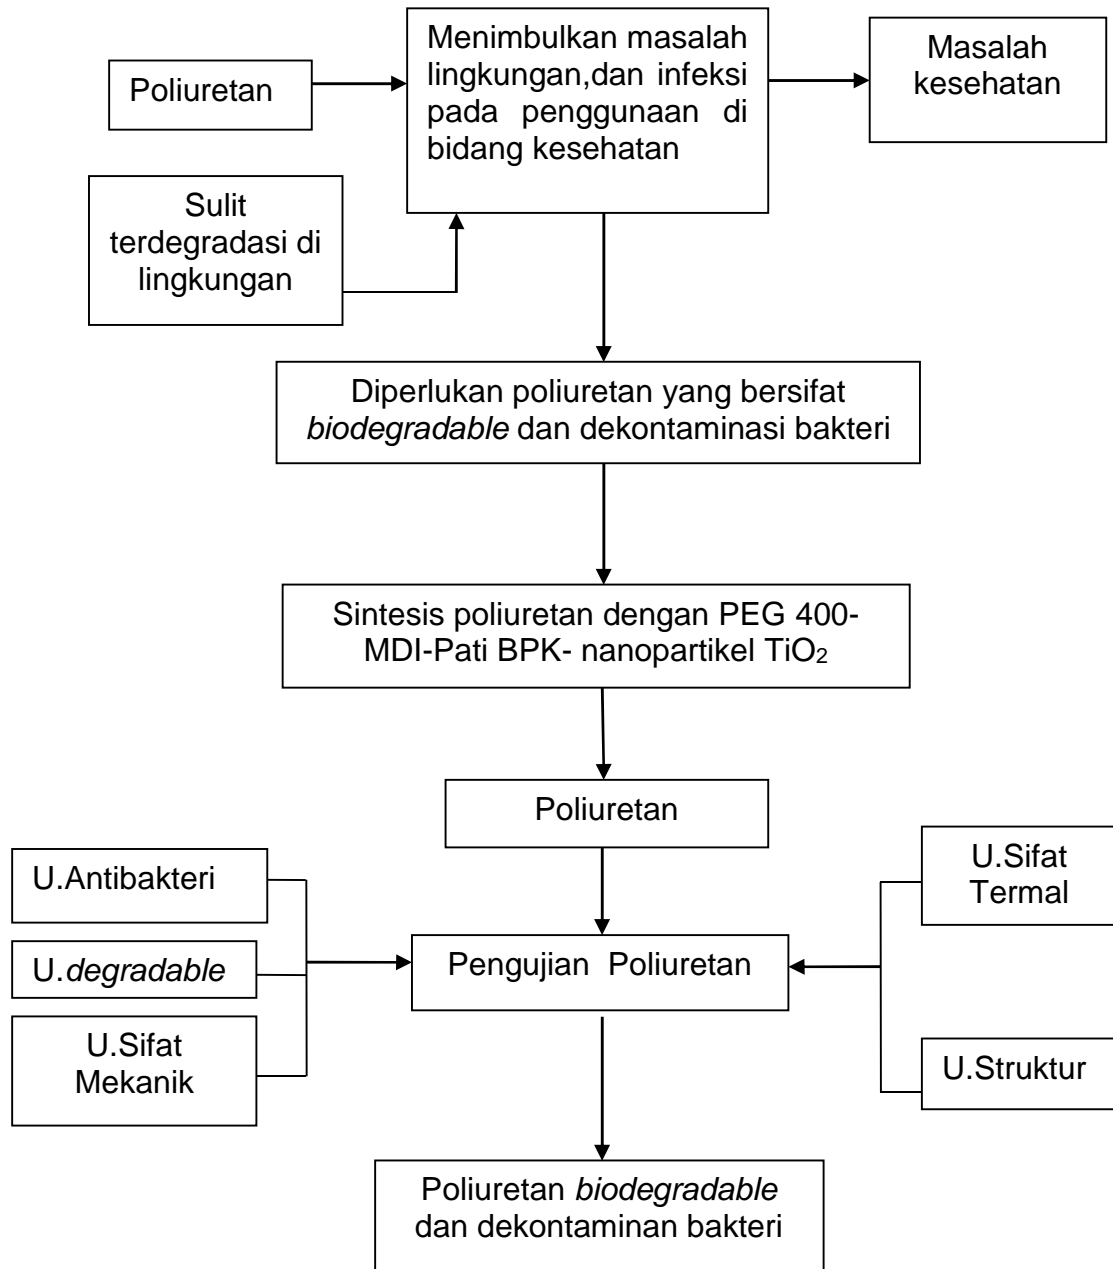 Poliuretan
Menimbulkan masalah
lingkungan,dan infeksi
pada penggunaan di
bidang kesehatan
Masalah
kesehatan
Sulit
terdegradasi di
lingkungan
Diperlukan poliuretan yang bersifat
biodegradable dan dekontaminasi bakteri
Sintesis poliuretan dengan PEG 400-
MDI-Pati BPK- nanopartikel TiO₂
Poliuretan
U.Antibakteri
U.degradable
U.Sifat
Mekanik
Pengujian Poliuretan
U.Sifat
Termal
U.Struktur
Poliuretan biodegradable
dan dekontaminan bakteri